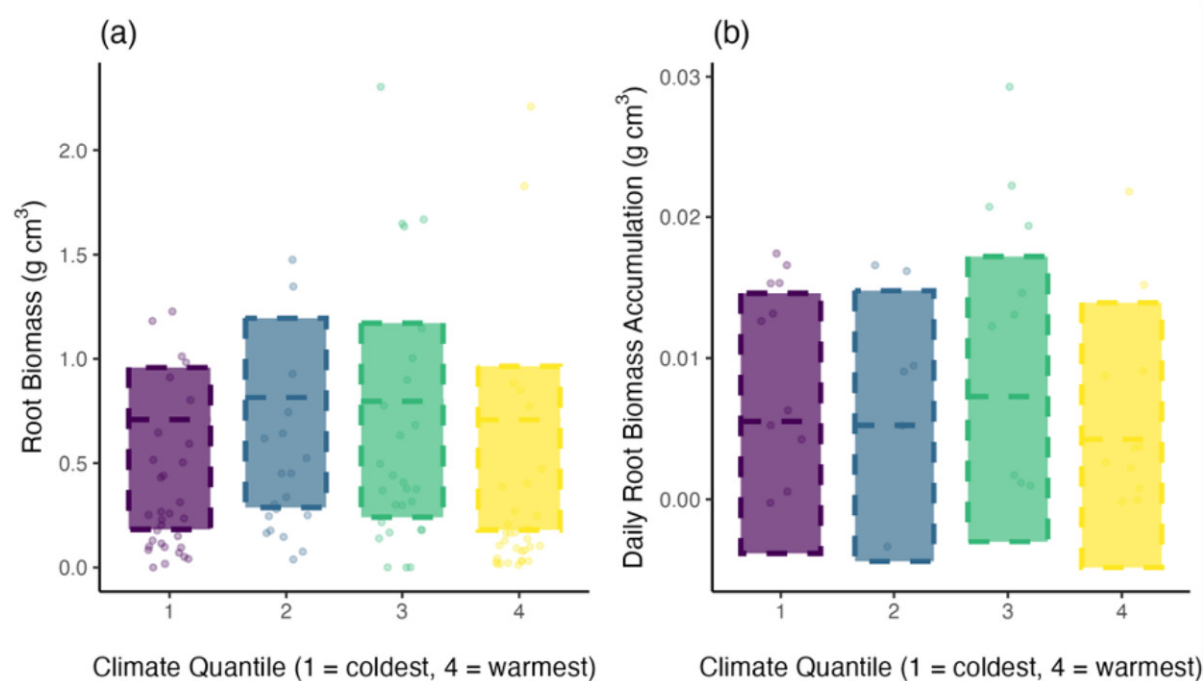 (a)
Root Biomass (g cm³)
2.0
1.5
1.0
0.5
0.0
1 2 3 4
Climate Quantile (1 = coldest, 4 = warmest)
(b)
Daily Root Biomass Accumulation (g cm³)
0.03
0.02
0.01
0.00
1 2 3 4
Climate Quantile (1 = coldest, 4 = warmest)